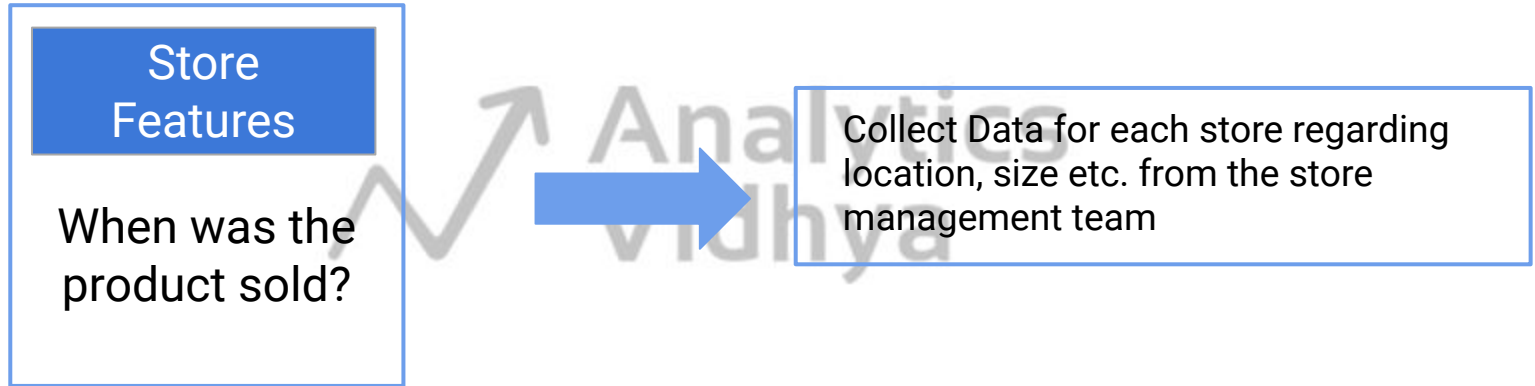 Store
Features
When was the
product sold?
Analytics
Vidhya
Collect Data for each store regarding
location, size etc. from the store
management team